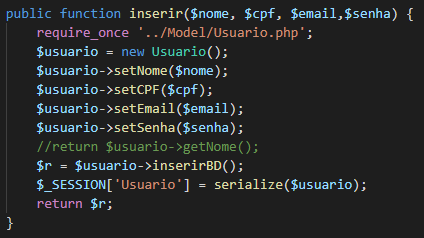 public function inserir($nome, $cpf, $email,$senha) {
require_once '../Model/Usuario.php';
$usuario = new Usuario();
$usuario->setNome($nome);
$usuario->setCPF($cpf);
$usuario->setEmail($email);
$usuario->setSenha($senha);
//return $usuario->getNome();
$r = $usuario->inserirBD();
$_SESSION['Usuario'] = serialize($usuario);
return $r;
}